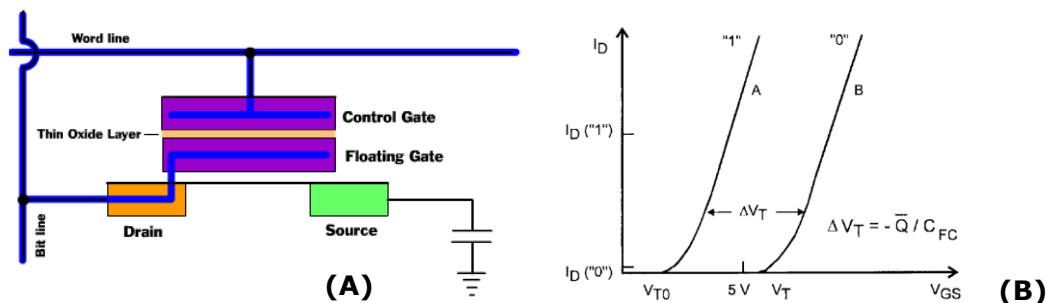 Word line
Control Gate
Thin Oxide Layer
Floating Gate
Drain
Source
Bit line
(A)
I_D
"1"
"0"
A
B
I_D ("1")
ΔV_T
ΔV_T = - Q̅ / C_FC
I_D ("0")
V_T0
5 V
V_T
V_GS
(B)